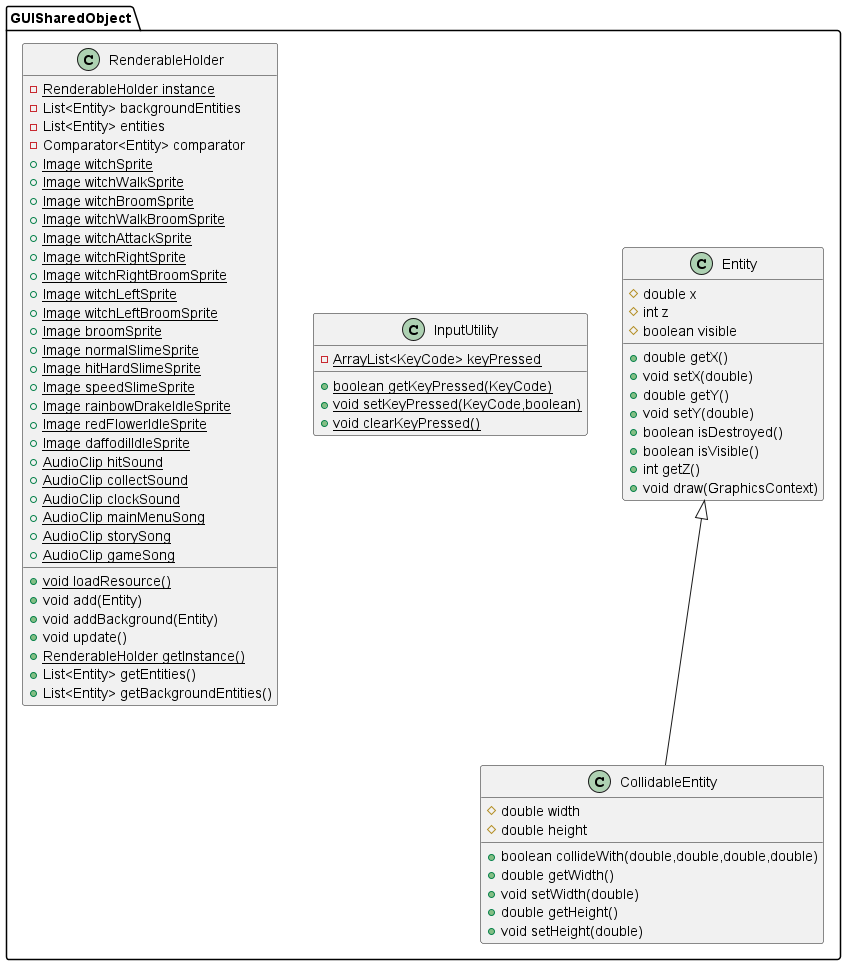 GUISharedObject
C RenderableHolder
RenderableHolder instance
List<Entity> backgroundEntities
List<Entity> entities
Comparator<Entity> comparator
Image witchSprite
Image witchWalkSprite
Image witchBroomSprite
Image witchWalkBroomSprite
Image witchAttackSprite
Image witchRightSprite
Image witchRightBroomSprite
Image witchLeftSprite
Image witchLeftBroomSprite
Image broomSprite
Image normalSlimeSprite
Image hitHardSlimeSprite
Image speedSlimeSprite
Image rainbowDrakeIdleSprite
Image redFlowerIdleSprite
Image daffodilIdleSprite
AudioClip hitSound
AudioClip collectSound
AudioClip clockSound
AudioClip mainMenuSong
AudioClip storySong
AudioClip gameSong
void loadResource()
void add(Entity)
void addBackground(Entity)
void update()
RenderableHolder getInstance()
List<Entity> getEntities()
List<Entity> getBackgroundEntities()
C InputUtility
ArrayList<KeyCode> keyPressed
boolean getKeyPressed(KeyCode)
void setKeyPressed(KeyCode,boolean)
void clearKeyPressed()
C Entity
double x
int z
boolean visible
double getX()
void setX(double)
double getY()
void setY(double)
boolean isDestroyed()
boolean isVisible()
int getZ()
void draw(GraphicsContext)
C CollidableEntity
double width
double height
boolean collideWith(double,double,double,double)
double getWidth()
void setWidth(double)
double getHeight()
void setHeight(double)